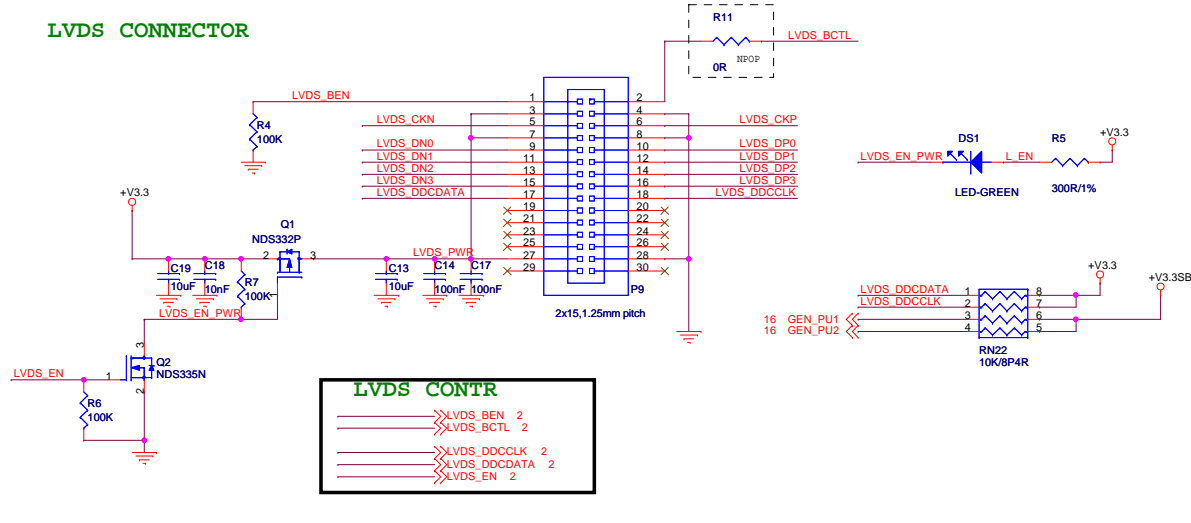 LVDS CONNECTOR
R11
0R
NPOP
LVDS_BCTL
LVDS_BEN
R4
100K
LVDS_CKN
LVDS_DN0
LVDS_DN1
LVDS_DN2
LVDS_DN3
LVDS_DDCDATA
1 2
3 4
5 6
7 8
9 10
11 12
13 14
15 16
17 18
19 20
21 22
23 24
25 26
27 28
29 30
P9
2x15,1.25mm pitch
LVDS_CKP
LVDS_DP0
LVDS_DP1
LVDS_DP2
LVDS_DP3
LVDS_DDCCLK
LVDS_EN_PWR
DS1
LED-GREEN
L_EN
R5
300R/1%
+V3.3
+V3.3
Q1
NDS332P
2 3
1
LVDS_PWR
C19
10uF
C18
10nF
R7
100K
C13
10uF
C14
100nF
C17
100nF
LVDS_EN_PWR
LVDS_EN
3
1
2
Q2
NDS335N
R6
100K
+V3.3
+V3.3SB
LVDS_DDCDATA 1 8
LVDS_DDCCLK 2 7
16 GEN_PU1 3 6
16 GEN_PU2 4 5
RN22
10K/8P4R
LVDS CONTR
LVDS_BEN 2
LVDS_BCTL 2
LVDS_DDCCLK 2
LVDS_DDCDATA 2
LVDS_EN 2